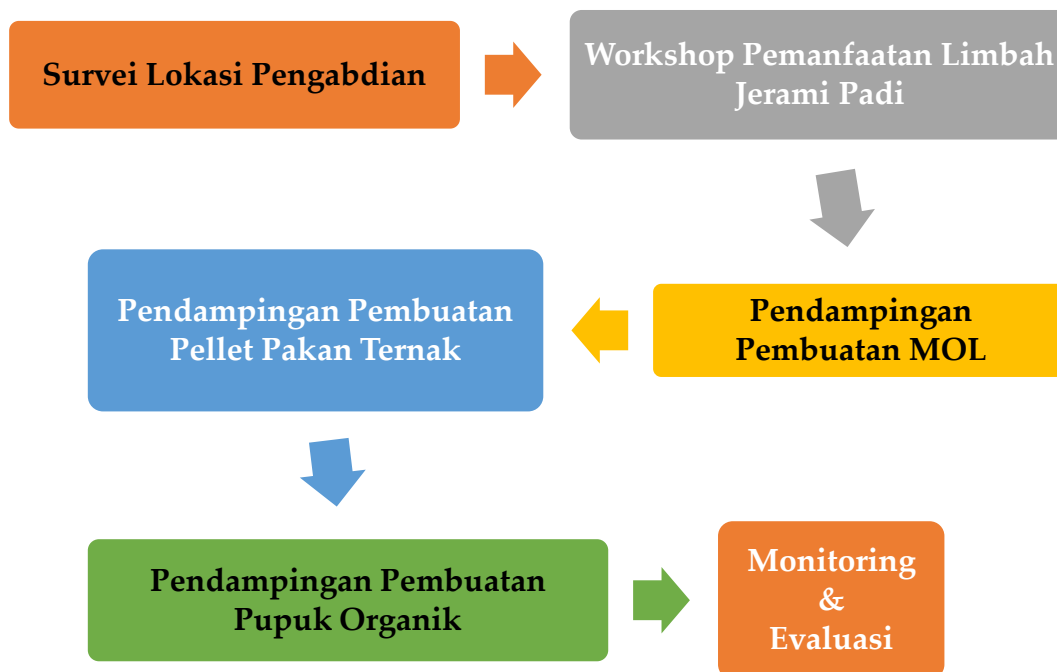 Survei Lokasi Pengabdian
Workshop Pemanfaatan Limbah
Jerami Padi
Pendampingan
Pembuatan MOL
Pendampingan Pembuatan
Pellet Pakan Ternak
Pendampingan Pembuatan
Pupuk Organik
Monitoring
&
Evaluasi